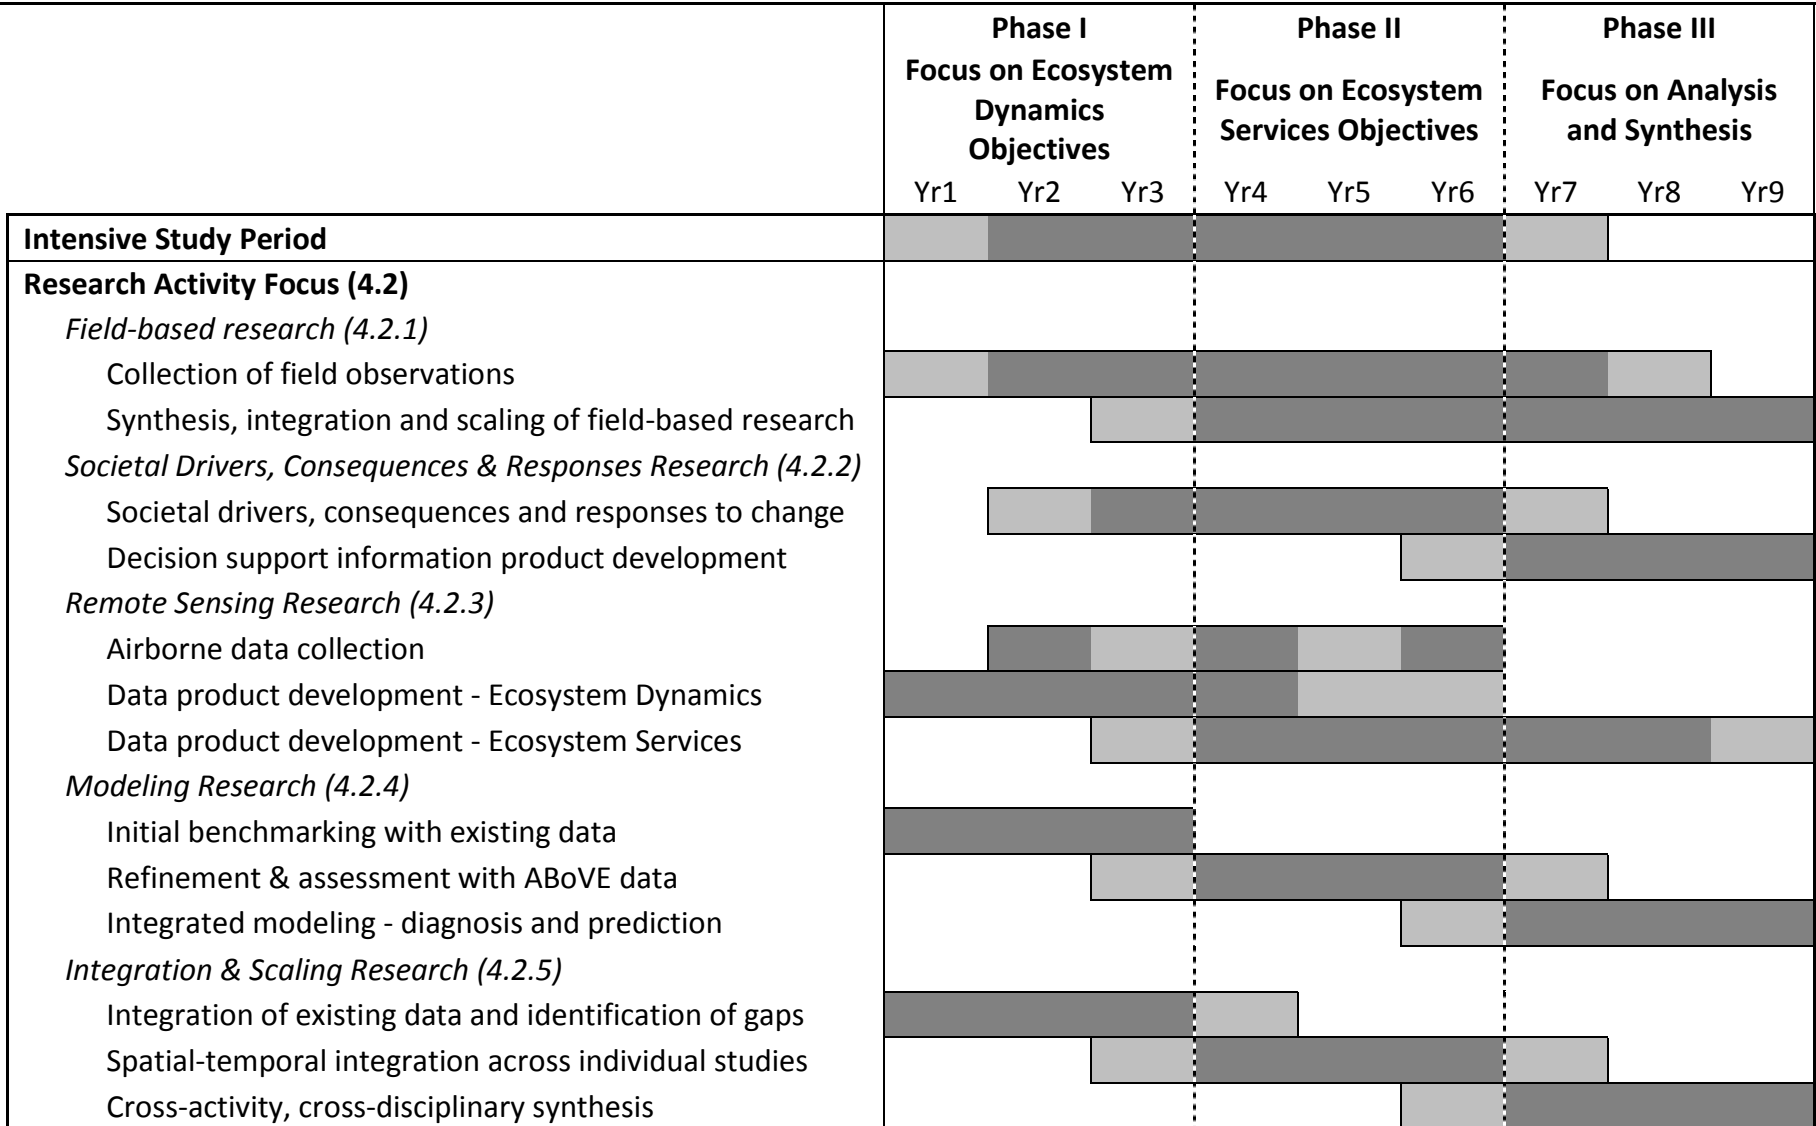 Phase I Phase II Phase III
Focus on Ecosystem
Dynamics
Objectives
Focus on Ecosystem
Services Objectives
Focus on Analysis
and Synthesis
Yr1 Yr2 Yr3 Yr4 Yr5 Yr6 Yr7 Yr8 Yr9
Intensive Study Period
Research Activity Focus (4.2)
Field-based research (4.2.1)
Collection of field observations
Synthesis, integration and scaling of field-based research
Societal Drivers, Consequences & Responses Research (4.2.2)
Societal drivers, consequences and responses to change
Decision support information product development
Remote Sensing Research (4.2.3)
Airborne data collection
Data product development - Ecosystem Dynamics
Data product development - Ecosystem Services
Modeling Research (4.2.4)
Initial benchmarking with existing data
Refinement & assessment with ABoVE data
Integrated modeling - diagnosis and prediction
Integration & Scaling Research (4.2.5)
Integration of existing data and identification of gaps
Spatial-temporal integration across individual studies
Cross-activity, cross-disciplinary synthesis